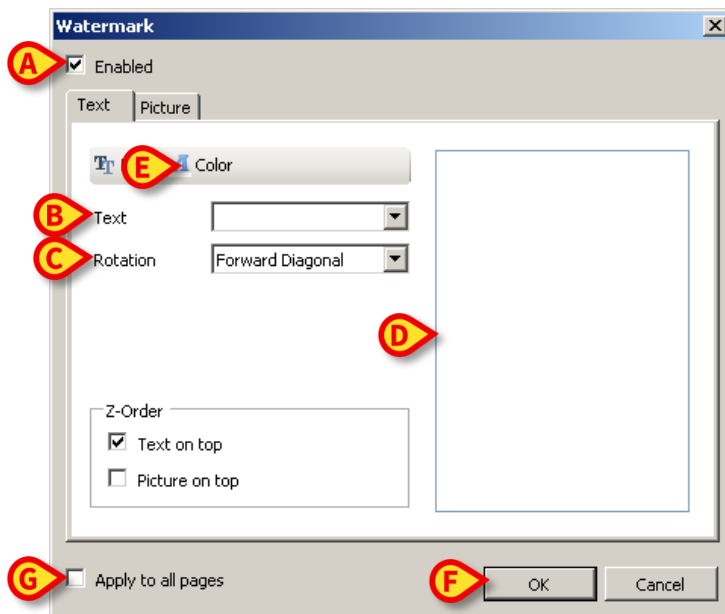 Watermark
A Enabled
Text Picture
E Color
B Text
C Rotation Forward Diagonal
D
Z-Order
Text on top
Picture on top
G Apply to all pages F OK Cancel